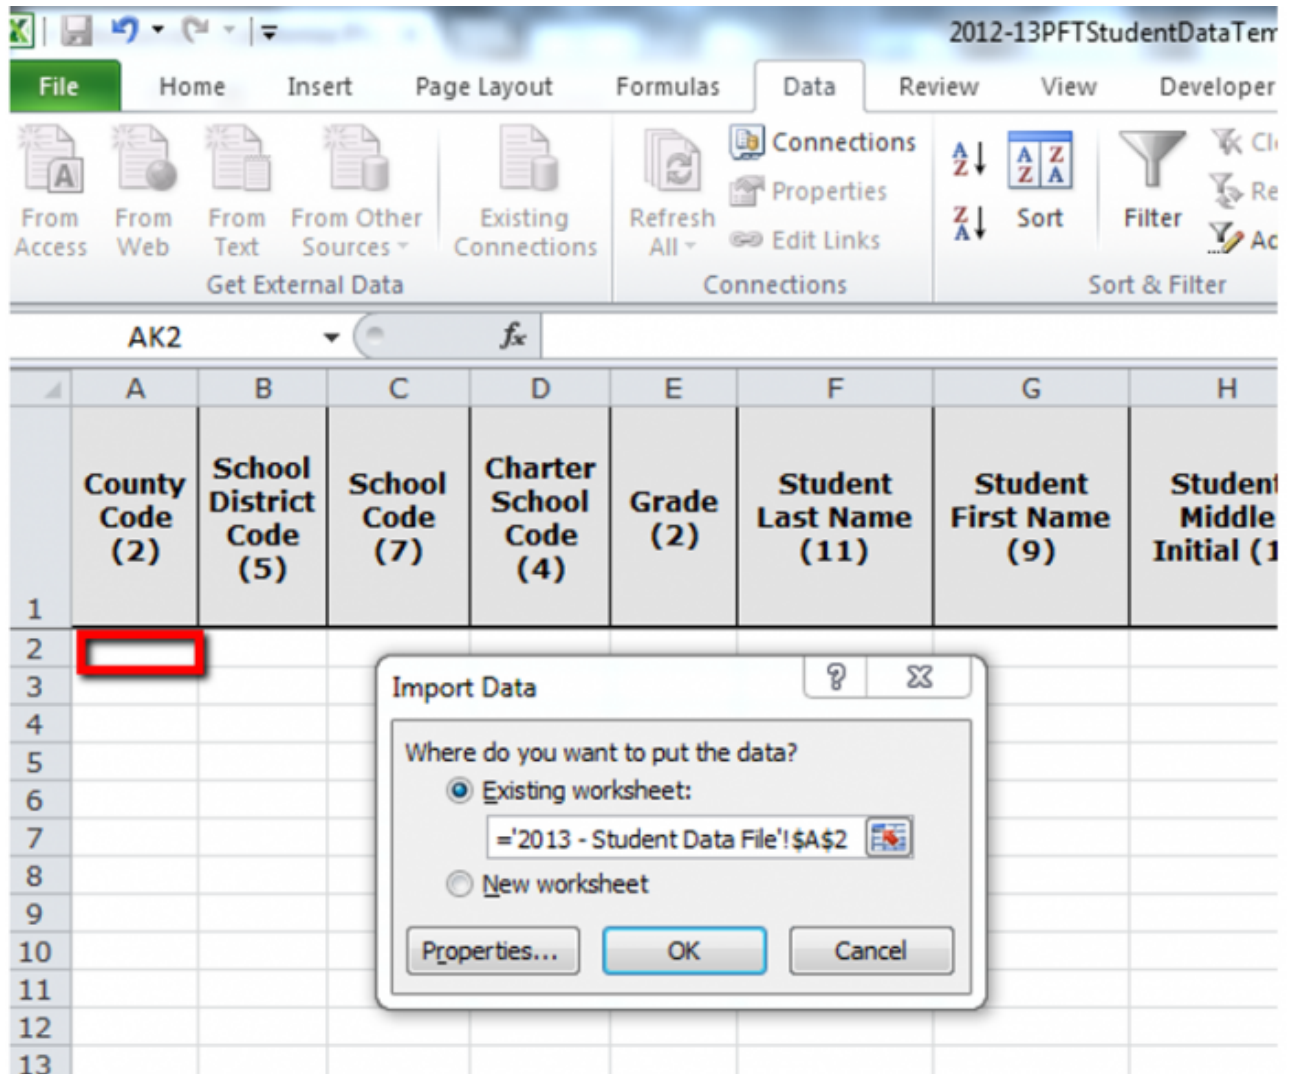 2012-13PFTStudentDataTem
File Home Insert Page Layout Formulas Data Review View Developer
Connections
Properties
Edit Links
From Access
From Web
From Text
From Other Sources
Existing Connections
Refresh All
Sort
Filter
Get External Data
Connections
Sort & Filter
AK2
fx
A B C D E F G H
1
County
Code
(2)
School
District
Code
(5)
School
Code
(7)
Charter
School
Code
(4)
Grade
(2)
Student
Last Name
(11)
Student
First Name
(9)
Student
Middle
Initial (1
2
3
4
5
6
7
8
9
10
11
12
13
Import Data
Where do you want to put the data?
Existing worksheet:
='2013 - Student Data File'!$A$2
New worksheet
Properties... OK Cancel